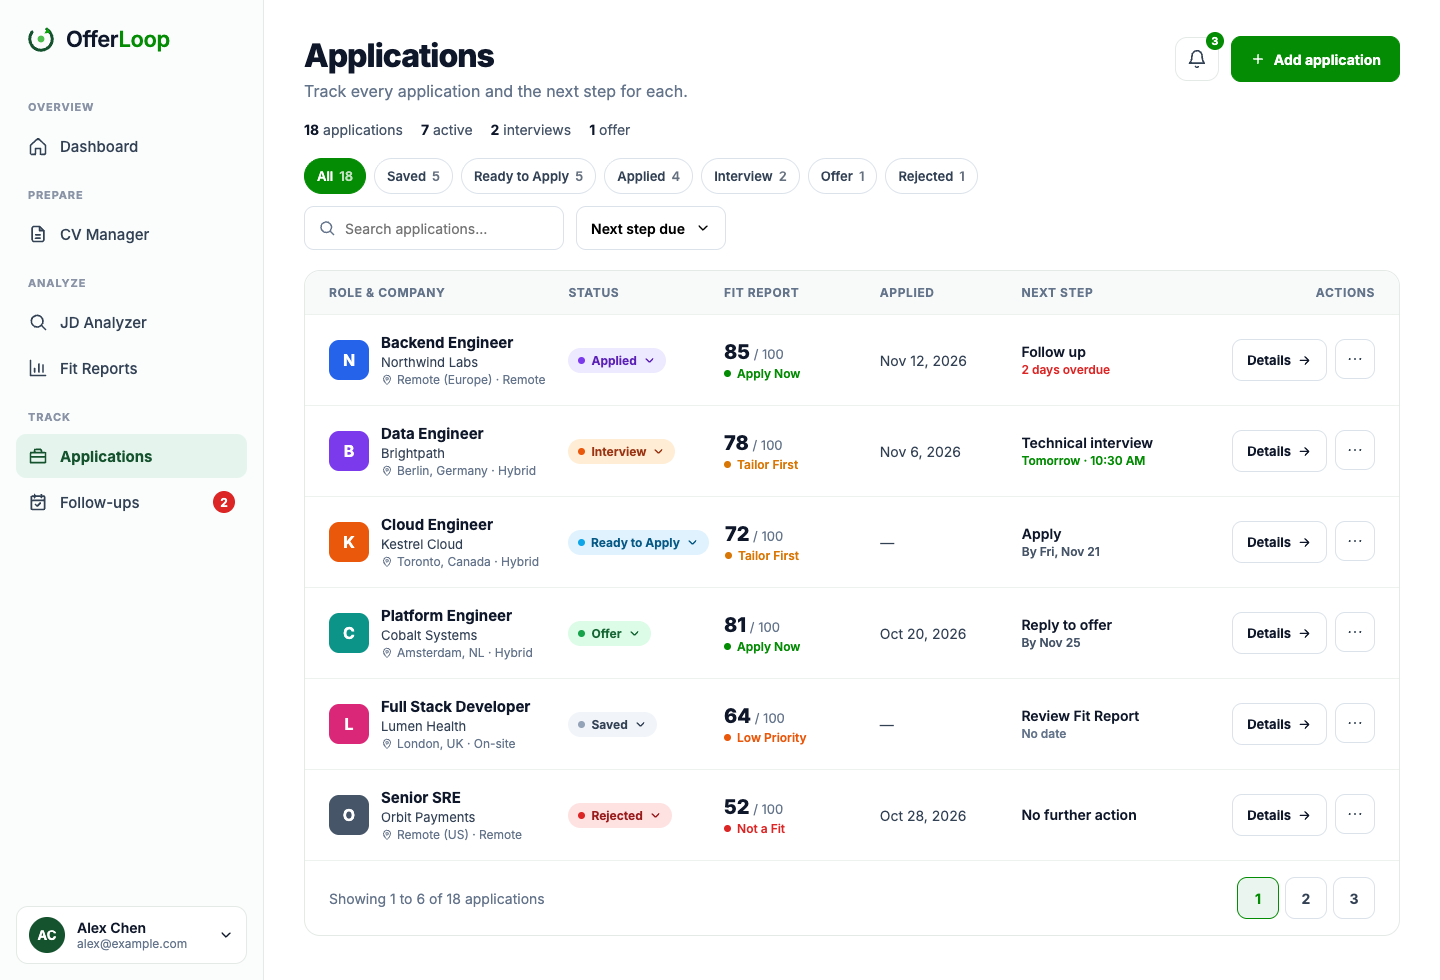 OfferLoop
OVERVIEW
Dashboard
PREPARE
CV Manager
ANALYZE
JD Analyzer
Fit Reports
TRACK
Applications
Follow-ups 2
AC
Alex Chen
alex@example.com
Applications
3
+ Add application
Track every application and the next step for each.
18 applications 7 active 2 interviews 1 offer
All 18 Saved 5 Ready to Apply 5 Applied 4 Interview 2 Offer 1 Rejected 1
Search applications... Next step due
ROLE & COMPANY STATUS FIT REPORT APPLIED NEXT STEP ACTIONS
N
Backend Engineer
Northwind Labs
Remote (Europe) · Remote
Applied
85 / 100
Apply Now
Nov 12, 2026
Follow up
2 days overdue
Details → ...
B
Data Engineer
Brightpath
Berlin, Germany · Hybrid
Interview
78 / 100
Tailor First
Nov 6, 2026
Technical interview
Tomorrow · 10:30 AM
Details → ...
K
Cloud Engineer
Kestrel Cloud
Toronto, Canada · Hybrid
Ready to Apply
72 / 100
Tailor First
—
Apply
By Fri, Nov 21
Details → ...
C
Platform Engineer
Cobalt Systems
Amsterdam, NL · Hybrid
Offer
81 / 100
Apply Now
Oct 20, 2026
Reply to offer
By Nov 25
Details → ...
L
Full Stack Developer
Lumen Health
London, UK · On-site
Saved
64 / 100
Low Priority
—
Review Fit Report
No date
Details → ...
O
Senior SRE
Orbit Payments
Remote (US) · Remote
Rejected
52 / 100
Not a Fit
Oct 28, 2026
No further action
Details → ...
Showing 1 to 6 of 18 applications
1 2 3